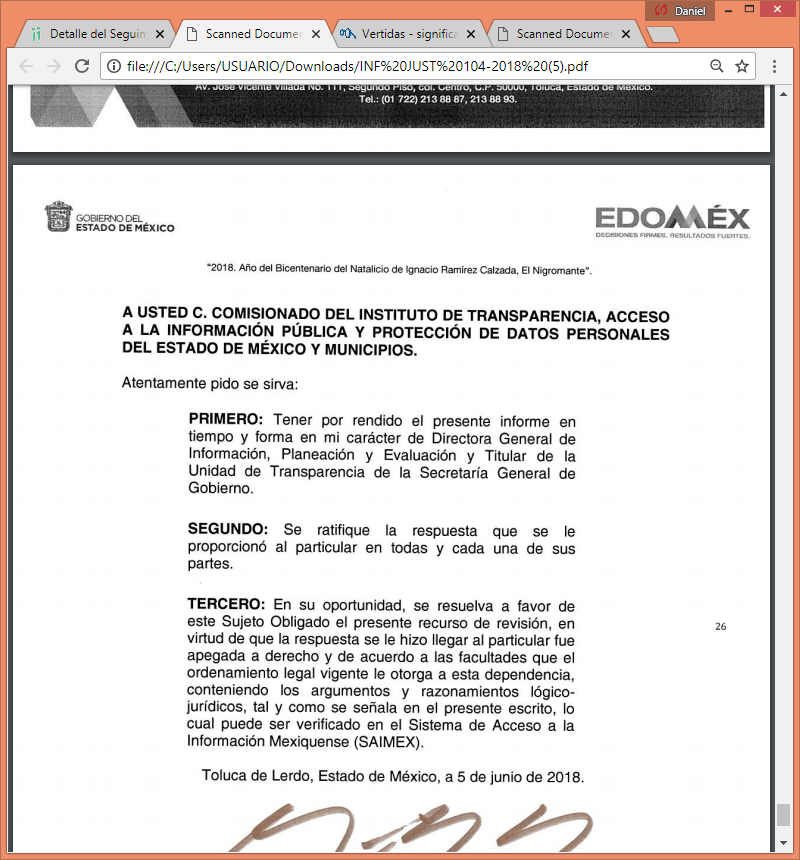 Daniel
Detalle del Seguin
Scanned Documen
Vertidas - significa
Scanned Documen
file:///C:/Users/USUARIO/Downloads/INF%20JUST%20104-2018%20(5).pdf
Av. José Vicente Villada No. 111, Segundo Piso, col. Centro, C.P. 50000, Toluca, Estado de México.
Tel.: (01 722) 213 88 87, 213 88 93.
GOBIERNO DEL
ESTADO DE MÉXICO
EDOMÉX
DECISIONES FIRMES, RESULTADOS FUERTES.
"2018. Año del Bicentenario del Natalicio de Ignacio Ramírez Calzada, El Nigromante".
A USTED C. COMISIONADO DEL INSTITUTO DE TRANSPARENCIA, ACCESO
A LA INFORMACIÓN PÚBLICA Y PROTECCIÓN DE DATOS PERSONALES
DEL ESTADO DE MÉXICO Y MUNICIPIOS.
Atentamente pido se sirva:
PRIMERO: Tener por rendido el presente informe en
tiempo y forma en mi carácter de Directora General de
Información, Planeación y Evaluación y Titular de la
Unidad de Transparencia de la Secretaría General de
Gobierno.
SEGUNDO: Se ratifique la respuesta que se le
proporcionó al particular en todas y cada una de sus
partes.
TERCERO: En su oportunidad, se resuelva a favor de
este Sujeto Obligado el presente recurso de revisión, en
virtud de que la respuesta se le hizo llegar al particular fue
apegada a derecho y de acuerdo a las facultades que el
ordenamiento legal vigente le otorga a esta dependencia,
conteniendo los argumentos y razonamientos lógico-
jurídicos, tal y como se señala en el presente escrito, lo
cual puede ser verificado en el Sistema de Acceso a la
Información Mexiquense (SAIMEX).
26
Toluca de Lerdo, Estado de México, a 5 de junio de 2018.